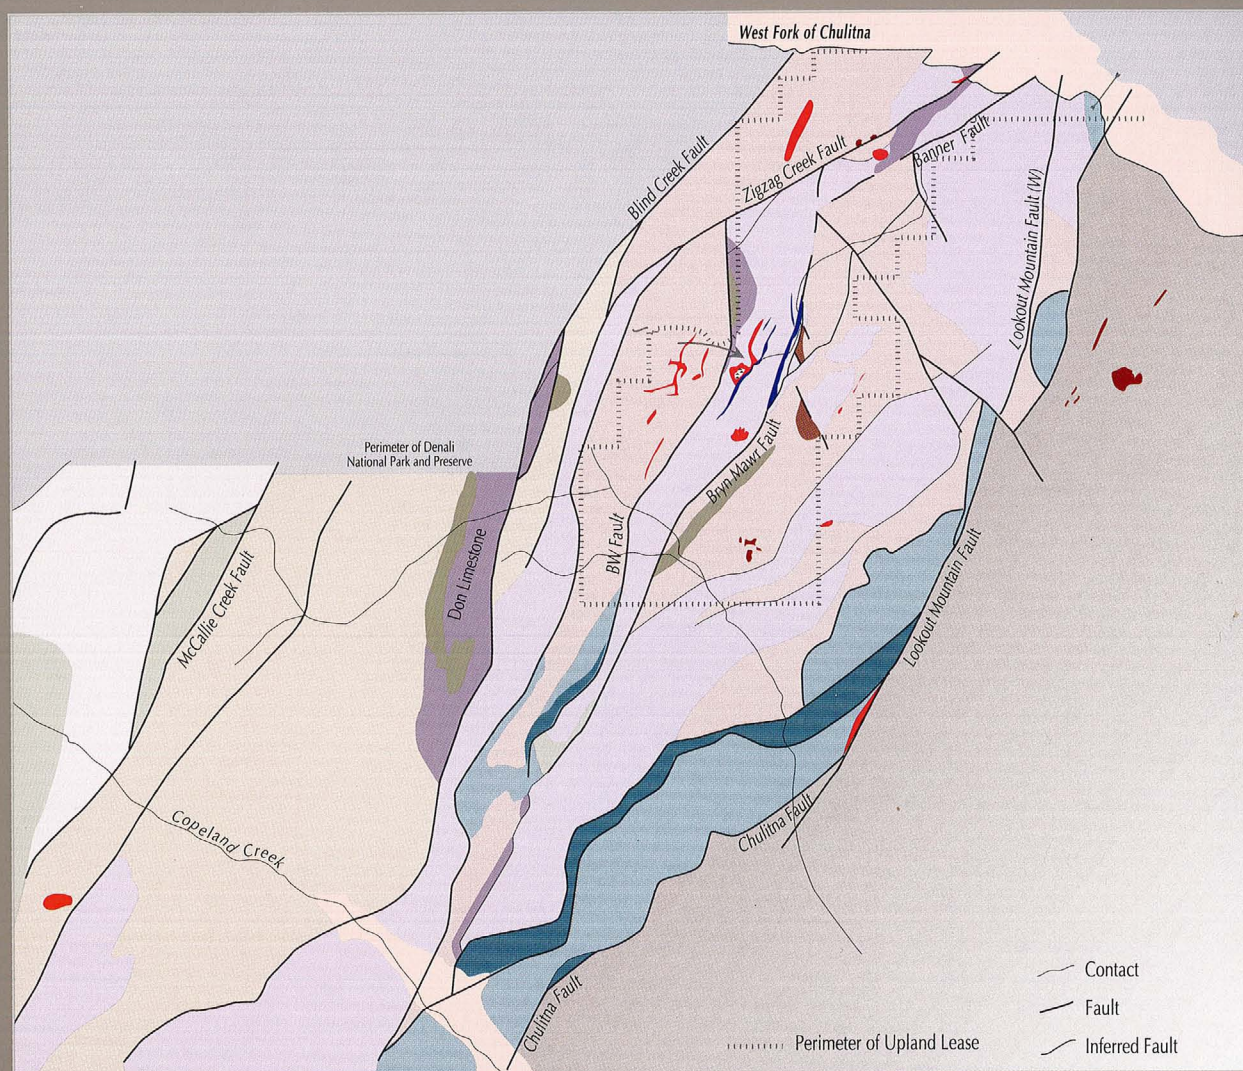 West Fork of Chulitna
Blind Creek Fault
Zigzag Creek Fault
Banner Fault
Lookout Mountain Fault (W)
Perimeter of Denali
National Park and Preserve
Bryn Mawr Fault
BW Fault
Don Limestone
McCallie Creek Fault
Lookout Mountain Fault
Copeland Creek
Chulitna Fault
Chulitna Fault
Contact
Fault
Perimeter of Upland Lease
Inferred Fault